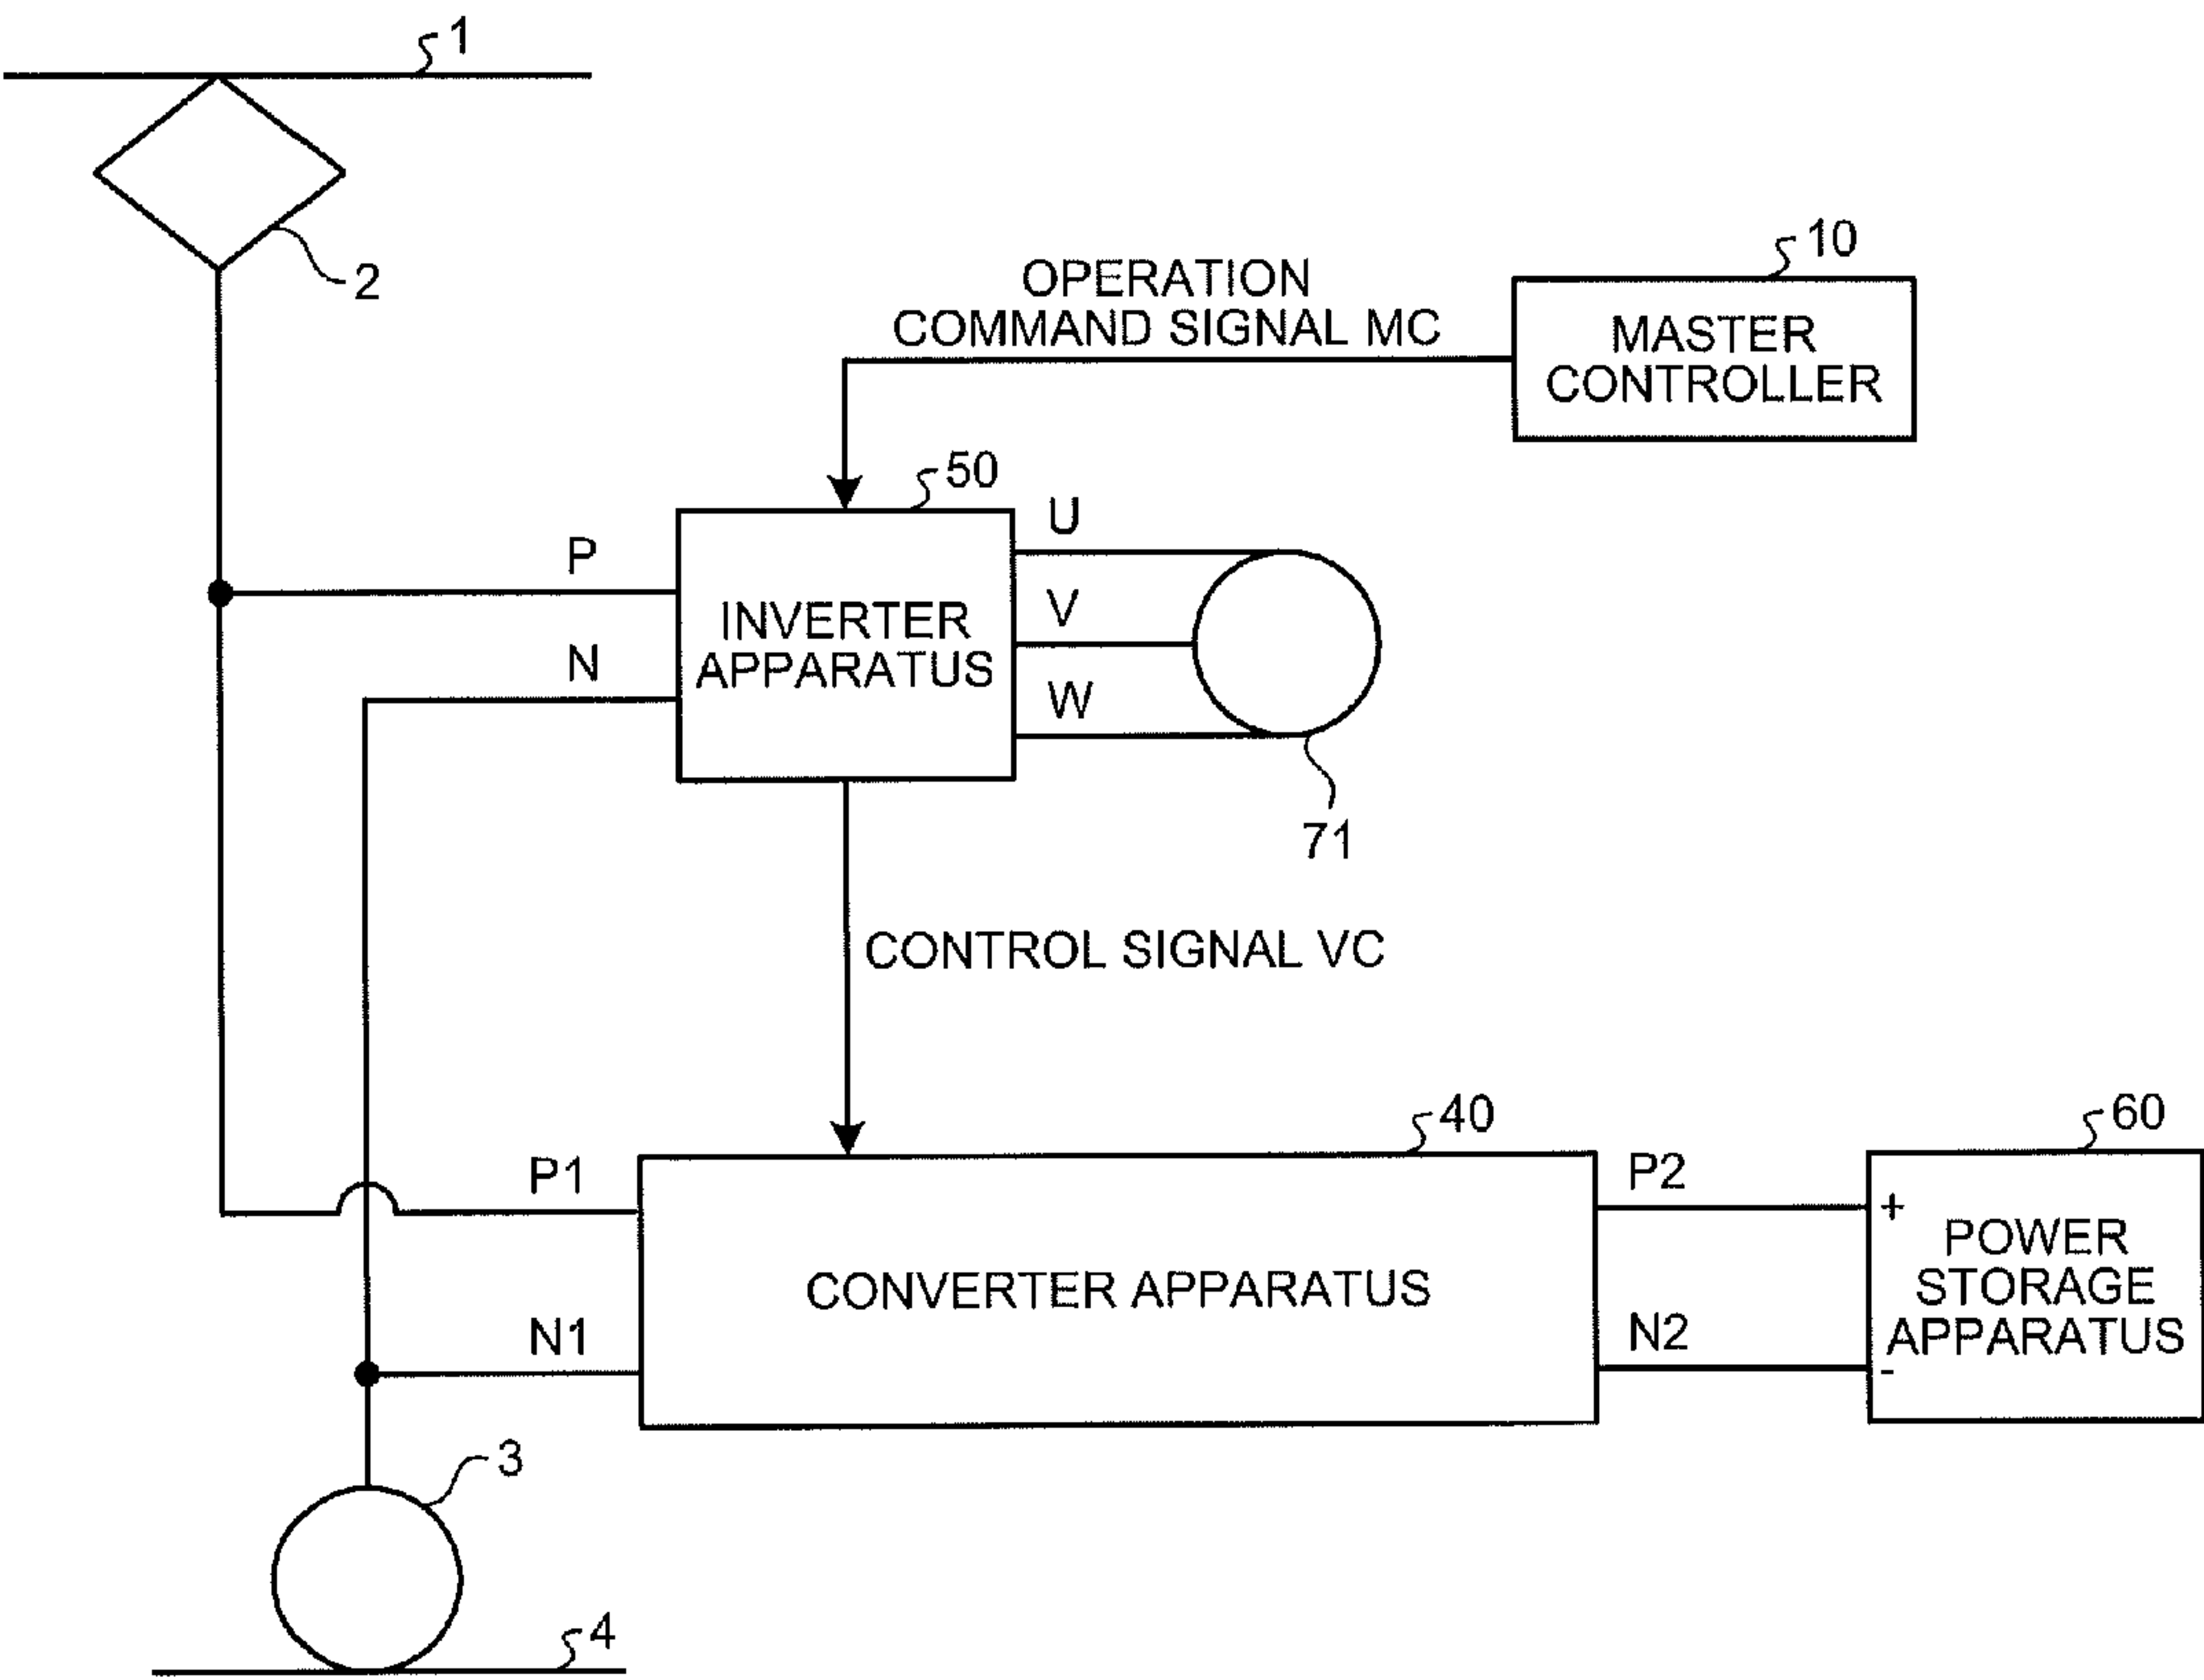 1
2
10
OPERATION
COMMAND SIGNAL MC
MASTER
CONTROLLER
50
P
N
INVERTER
APPARATUS
U
V
W
71
CONTROL SIGNAL VC
40
60
P1
N1
CONVERTER APPARATUS
P2
N2
+
POWER
STORAGE
APPARATUS
-
3
4